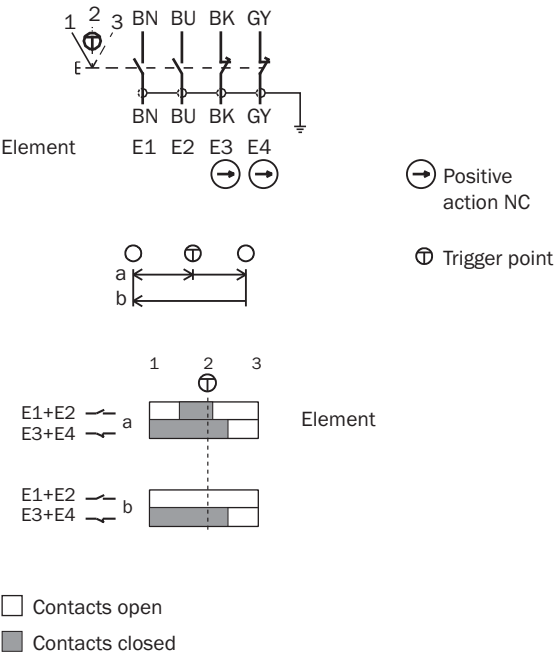 1 2 3 BN BU BK GY
BN BU BK GY
Element E1 E2 E3 E4
Positive
action NC
Trigger point
a
b
1 2 3
E1+E2
E3+E4
a
Element
E1+E2
E3+E4
b
Contacts open
Contacts closed